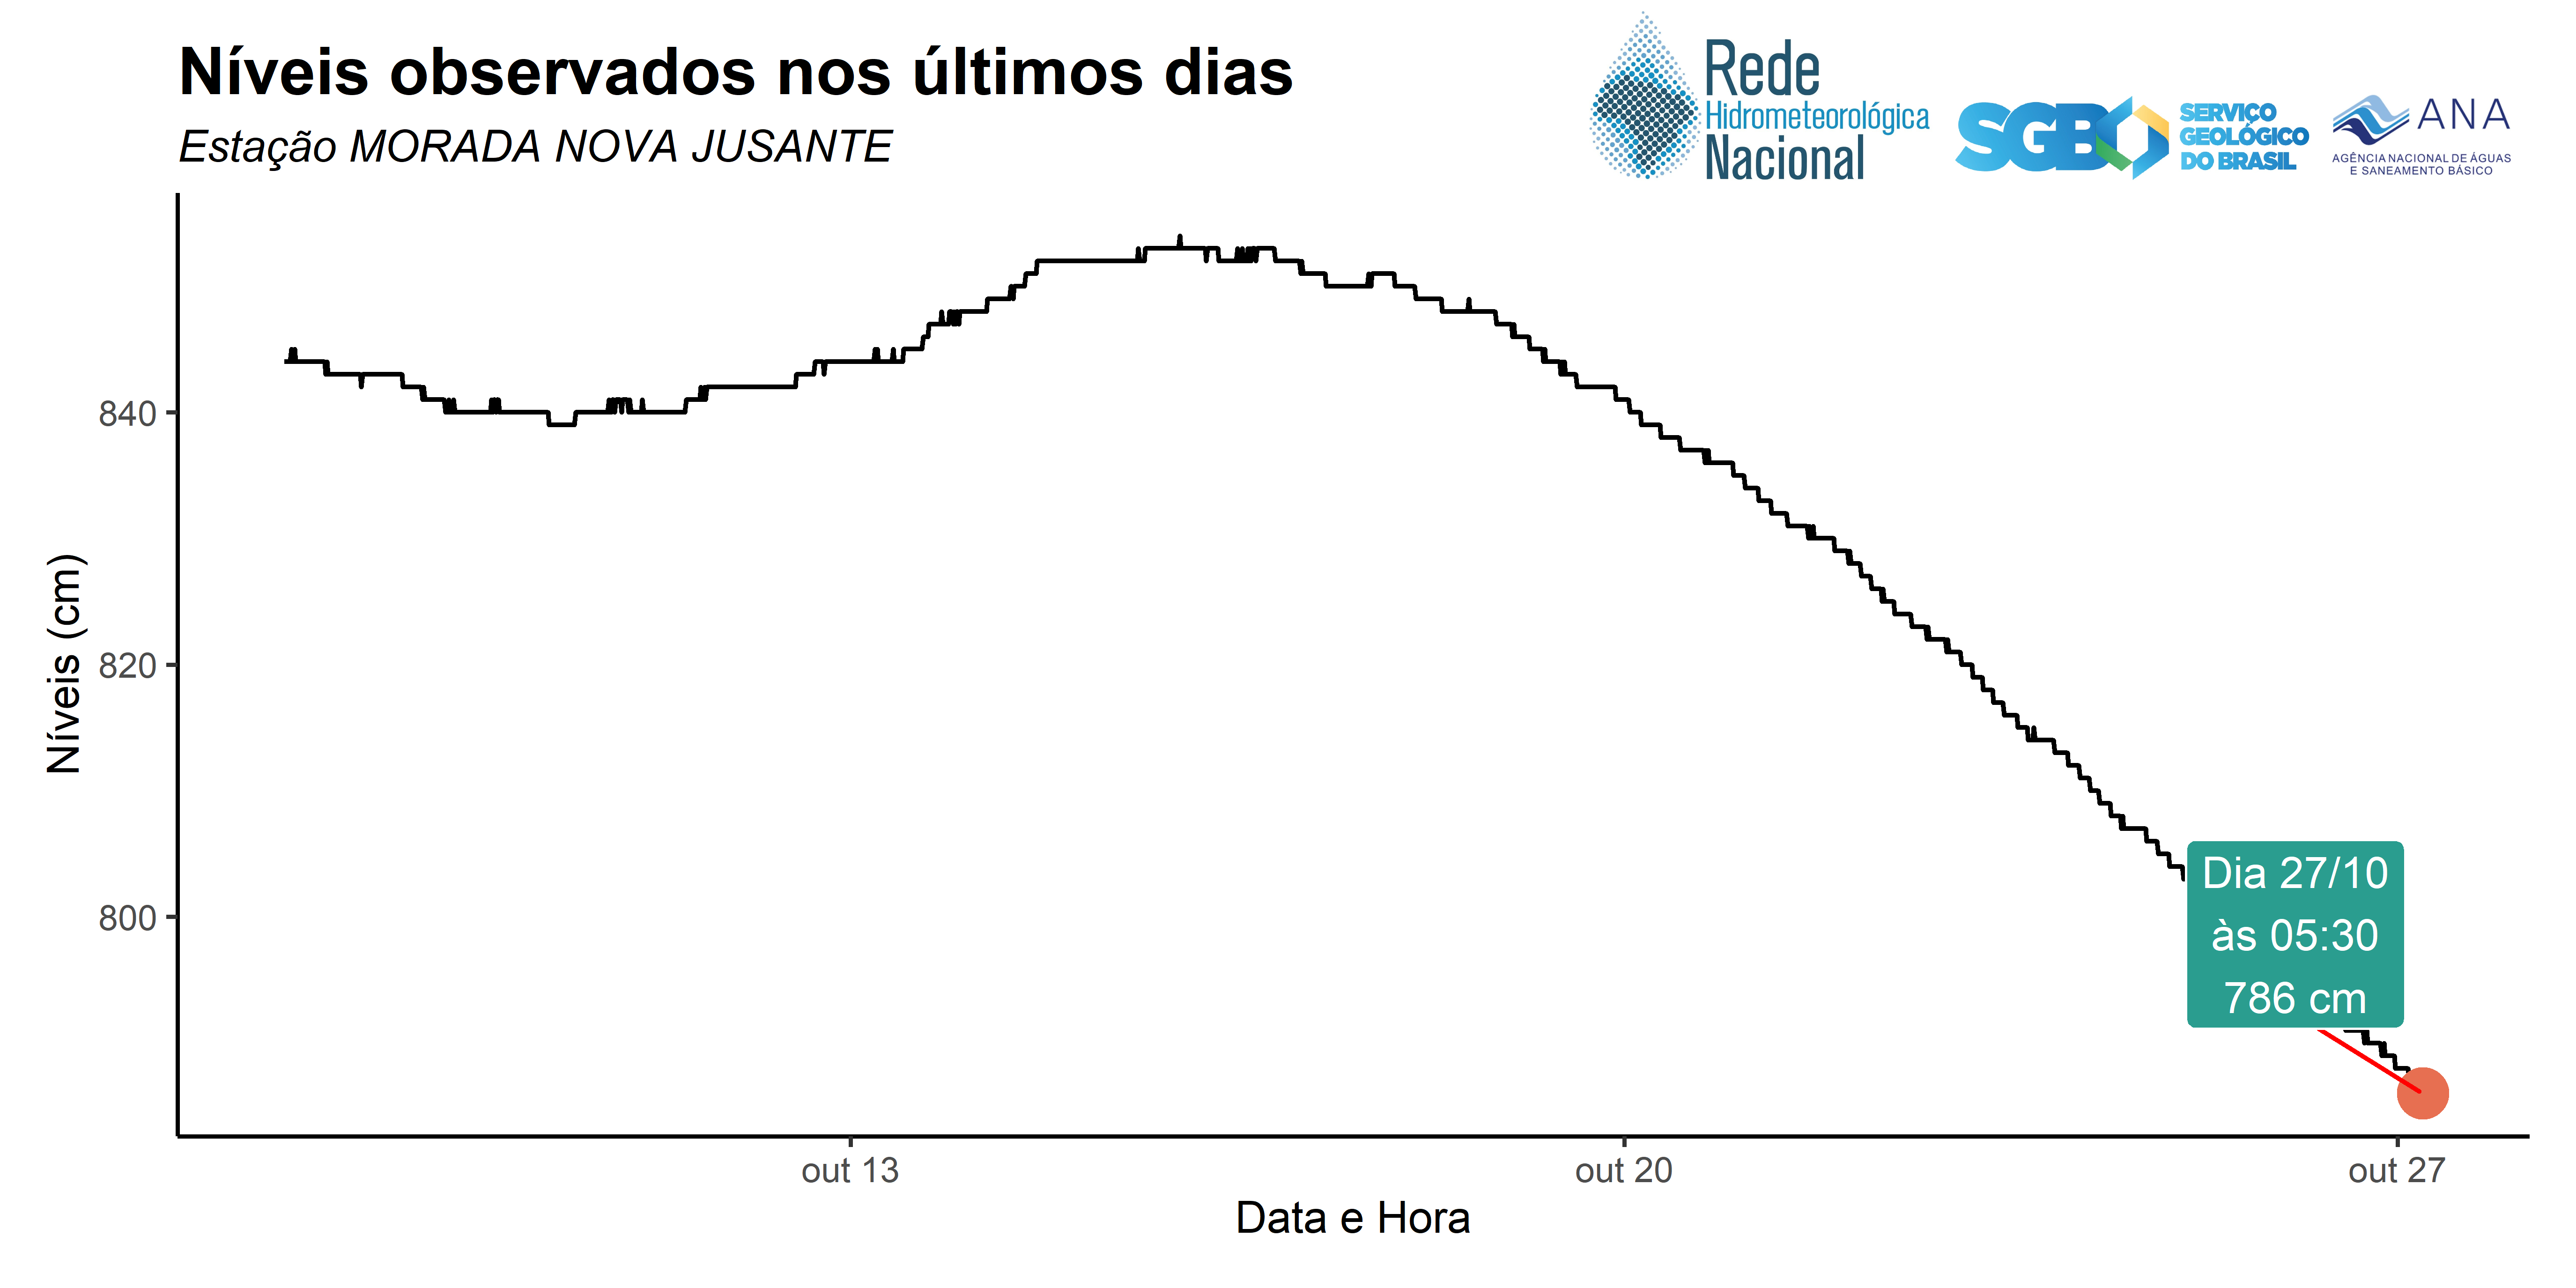 Níveis observados nos últimos dias
Estação MORADA NOVA JUSANTE
Rede
Hidrometeorológica
Nacional
SGB
SERVIÇO
GEOLÓGICO
DO BRASIL
ANA
AGÊNCIA NACIONAL DE ÁGUAS
E SANEAMENTO BÁSICO
Níveis (cm)
840
820
800
Dia 27/10
às 05:30
786 cm
out 13
out 20
out 27
Data e Hora